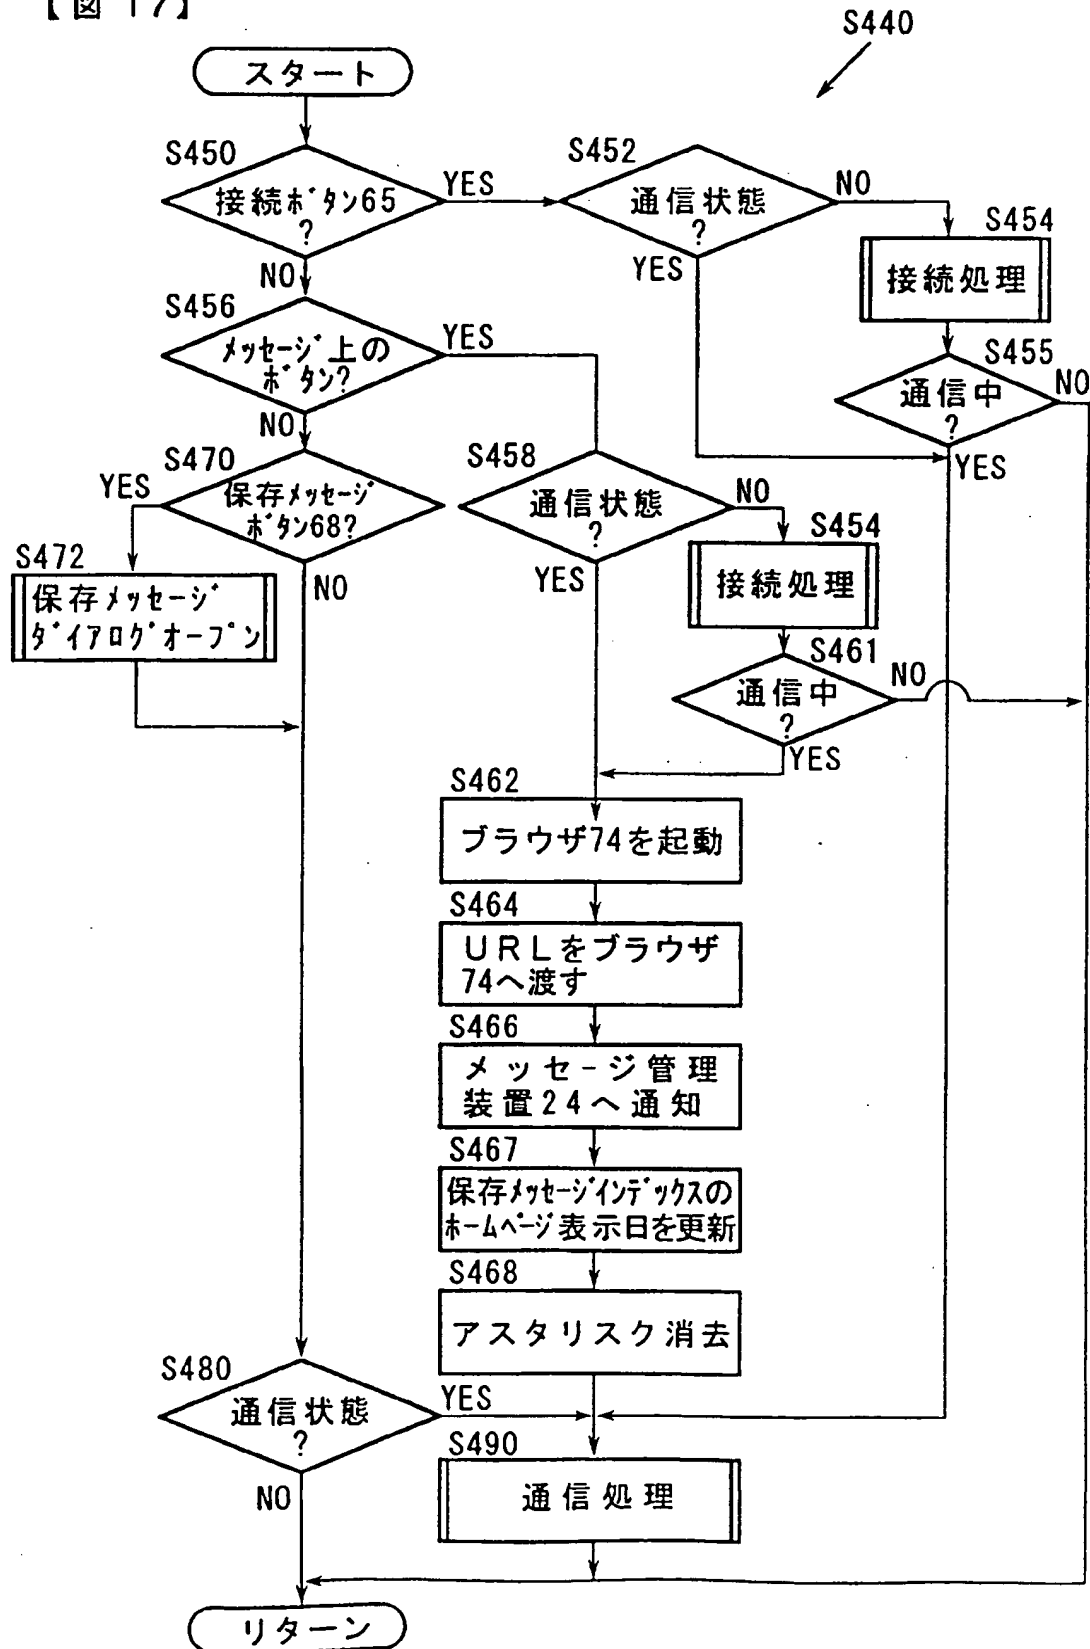 【図 17】
S440
スタート
S450
接続ボタン65
?
YES
NO
S452
通信状態
?
NO
YES
S454
接続処理
S455
通信中
?
NO
YES
S456
メッセージ上の
ボタン?
YES
NO
S458
通信状態
?
NO
YES
S454
接続処理
S461
通信中
?
NO
YES
S470
保存メッセージ
ボタン68?
YES
NO
S472
保存メッセージ
ダイアログオープン
S462
ブラウザ74を起動
S464
URLをブラウザ
74へ渡す
S466
メッセージ管理
装置24へ通知
S467
保存メッセージインデックスの
ホームページ表示日を更新
S468
アスタリスク消去
S480
通信状態
?
YES
NO
S490
通信処理
リターン